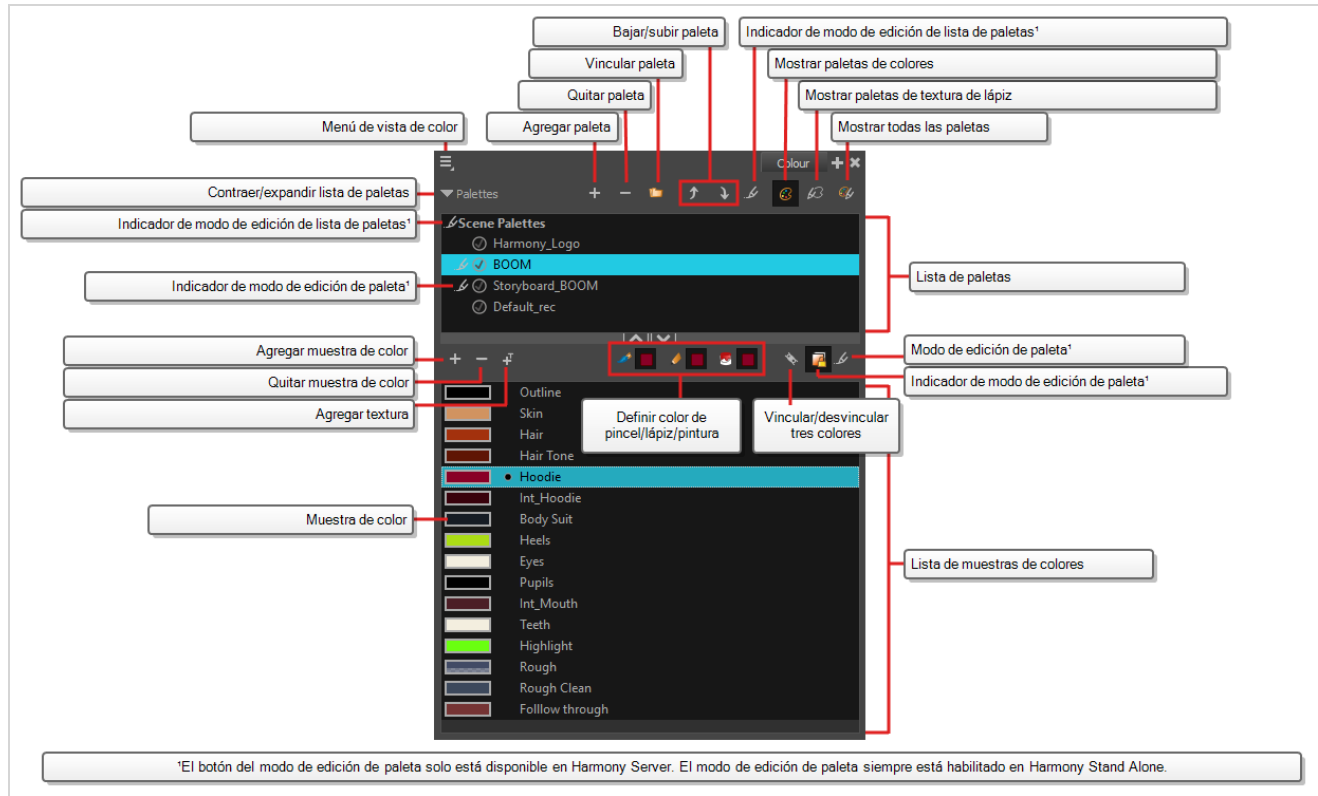 Bajar/subir paleta
Indicador de modo de edición de lista de paletas¹
Vincular paleta
Mostrar paletas de colores
Quitar paleta
Mostrar paletas de textura de lápiz
Menú de vista de color
Agregar paleta
Mostrar todas las paletas
Colour
Contraer/expandir lista de paletas
Palettes
Indicador de modo de edición de lista de paletas¹
Scene Palettes
Harmony_Logo
BOOM
Lista de paletas
Indicador de modo de edición de paleta¹
Storyboard_BOOM
Default_rec
Agregar muestra de color
Modo de edición de paleta¹
Quitar muestra de color
Indicador de modo de edición de paleta¹
Agregar textura
Definir color de
pincel/lápiz/pintura
Vincular/desvincular
tres colores
Outline
Skin
Hair
Hair Tone
Hoodie
Int_Hoodie
Muestra de color
Body Suit
Heels
Eyes
Lista de muestras de colores
Pupils
Int_Mouth
Teeth
Highlight
Rough
Rough Clean
Folllow through
¹El botón del modo de edición de paleta solo está disponible en Harmony Server. El modo de edición de paleta siempre está habilitado en Harmony Stand Alone.